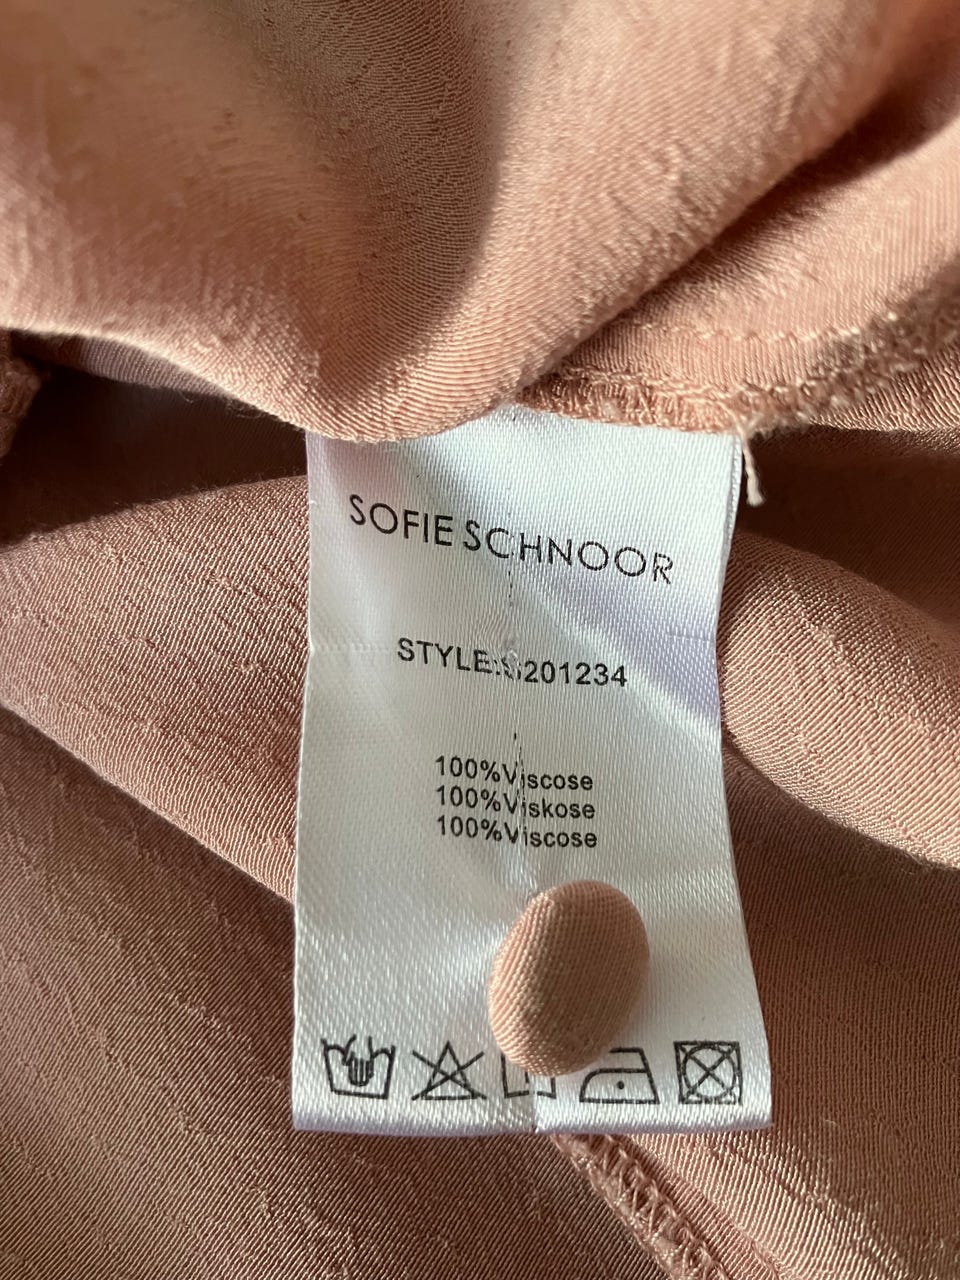 SOFIE SCHNOOR
STYLE:S201234
100%Viscose
100%Viskose
100%Viscose